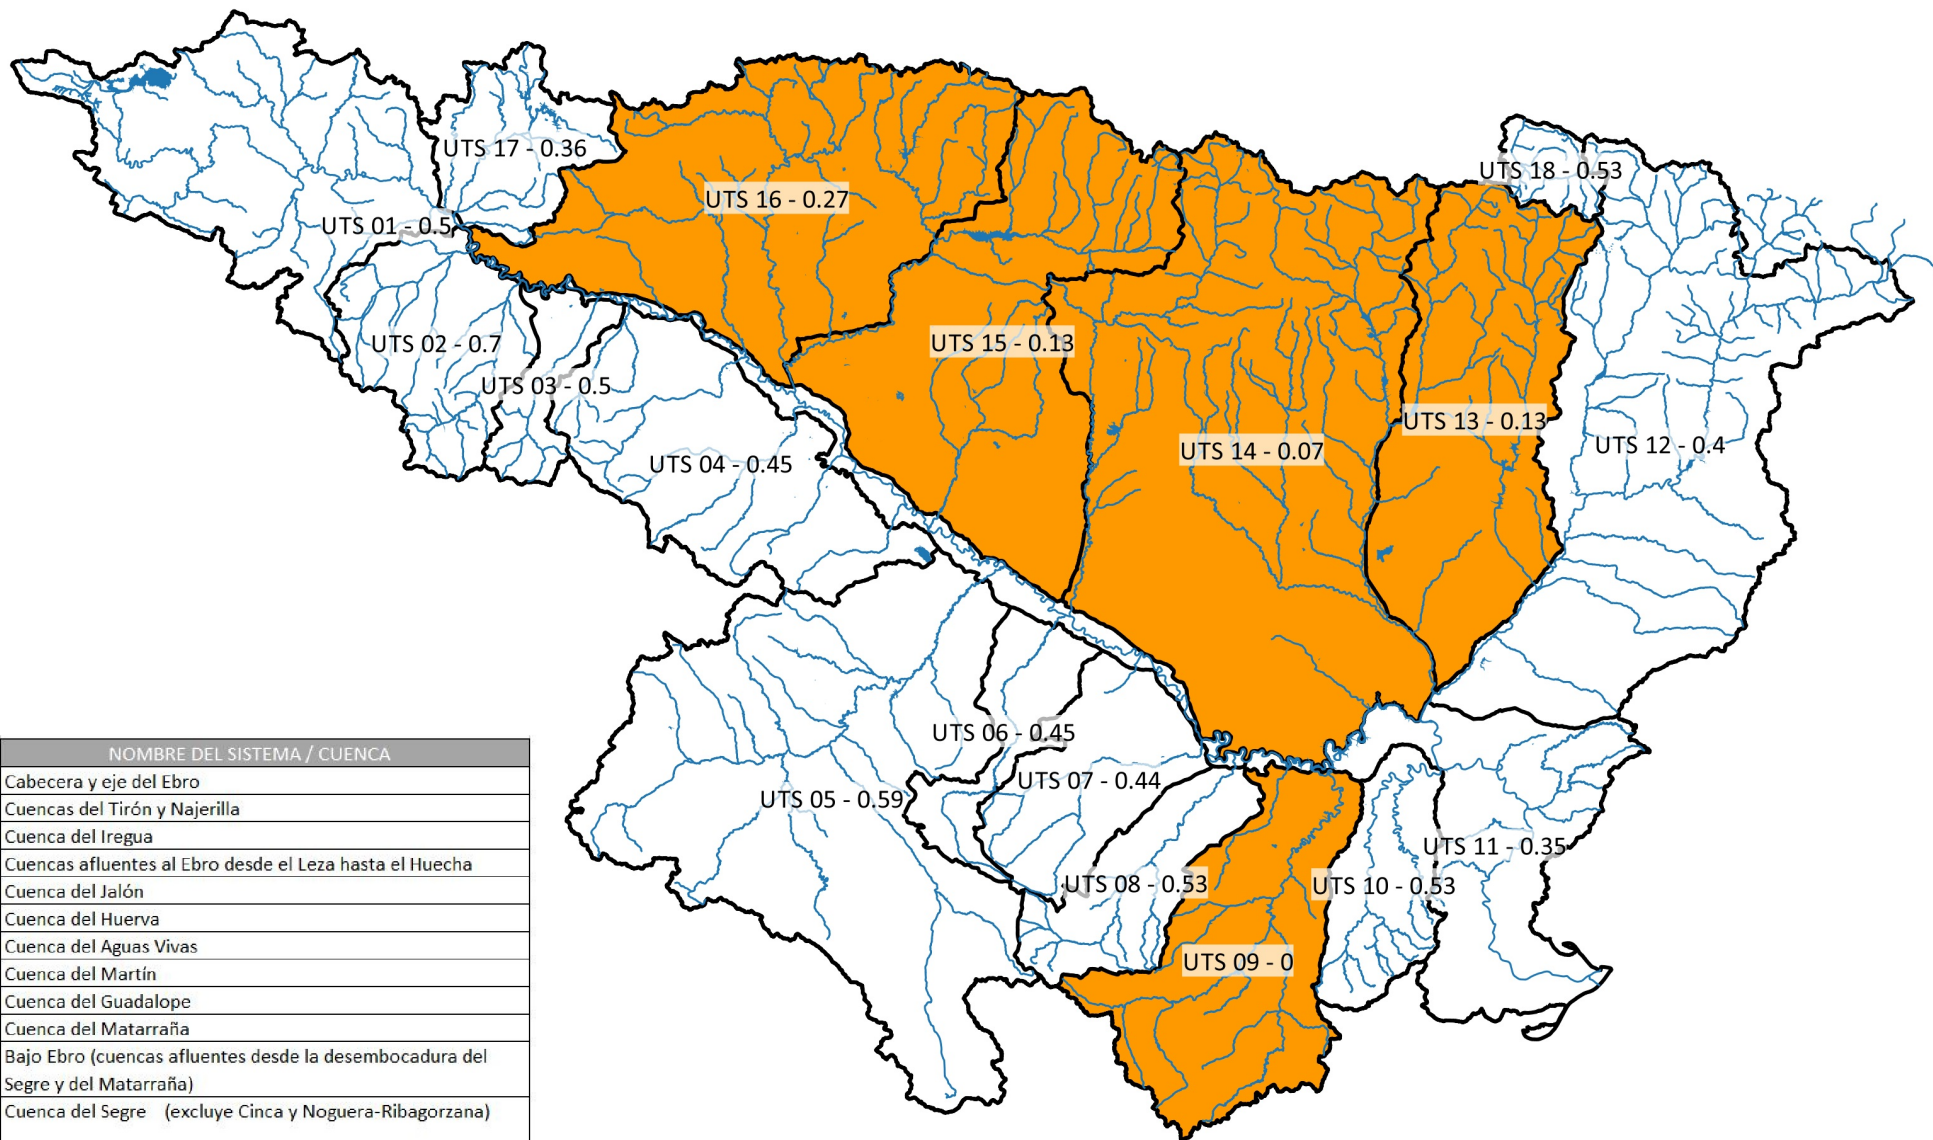 UTS 18 - 0.53
UTS 17 - 0.36
UTS 16 - 0.27
UTS 01 - 0.5
UTS 02 - 0.7
UTS 15 - 0.13
UTS 03 - 0.5
UTS 13 - 0.13
UTS 14 - 0.07
UTS 12 - 0.4
UTS 04 - 0.45
UTS 06 - 0.45
UTS 07 - 0.44
UTS 05 - 0.59
UTS 11 - 0.35
UTS 08 - 0.53
UTS 10 - 0.53
UTS 09 - 0
NOMBRE DEL SISTEMA / CUENCA
Cabecera y eje del Ebro
Cuencas del Tirón y Najerilla
Cuenca del Iregua
Cuencas afluentes al Ebro desde el Leza hasta el Huecha
Cuenca del Jalón
Cuenca del Huerva
Cuenca del Aguas Vivas
Cuenca del Martín
Cuenca del Guadalope
Cuenca del Matarraña
Bajo Ebro (cuencas afluentes desde la desembocadura del
Segre y del Matarraña)
Cuenca del Segre (excluye Cinca y Noguera-Ribagorzana)